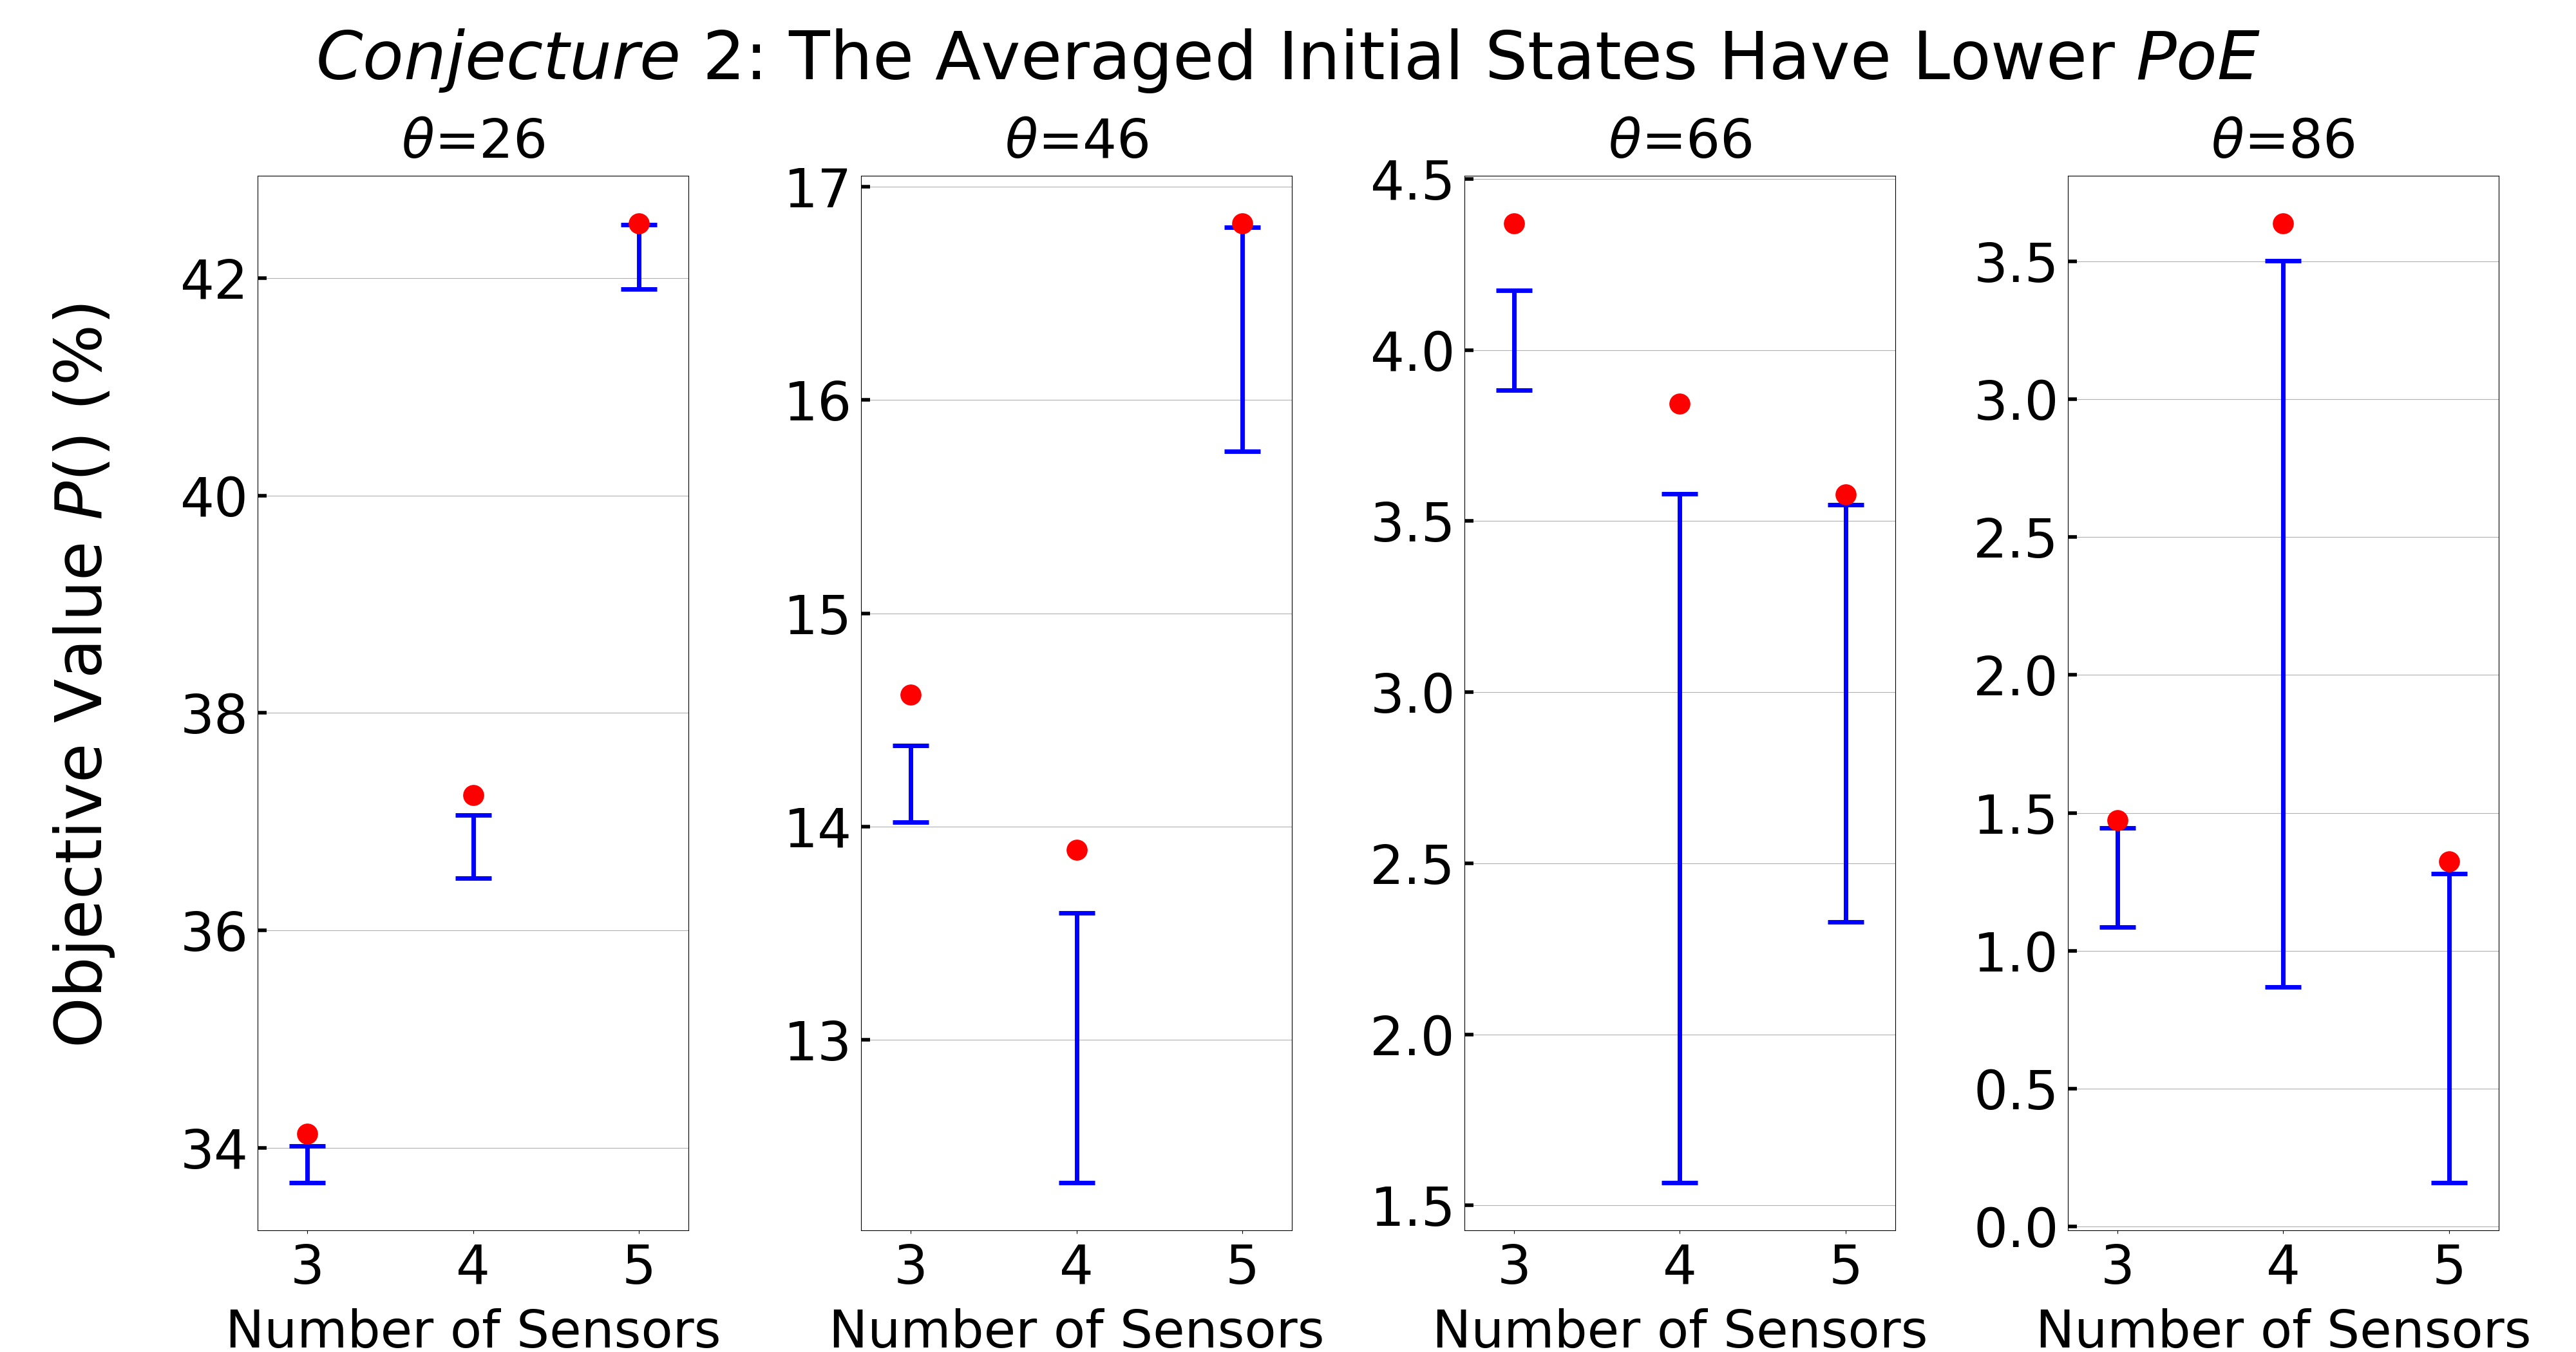 Conjecture 2: The Averaged Initial States Have Lower PoE
θ=26 θ=46 θ=66 θ=86
Objective Value P() (%)
42
40
38
36
34
3 4 5
Number of Sensors
17
16
15
14
13
3 4 5
Number of Sensors
4.5
4.0
3.5
3.0
2.5
2.0
1.5
3 4 5
Number of Sensors
3.5
3.0
2.5
2.0
1.5
1.0
0.5
0.0
3 4 5
Number of Sensors